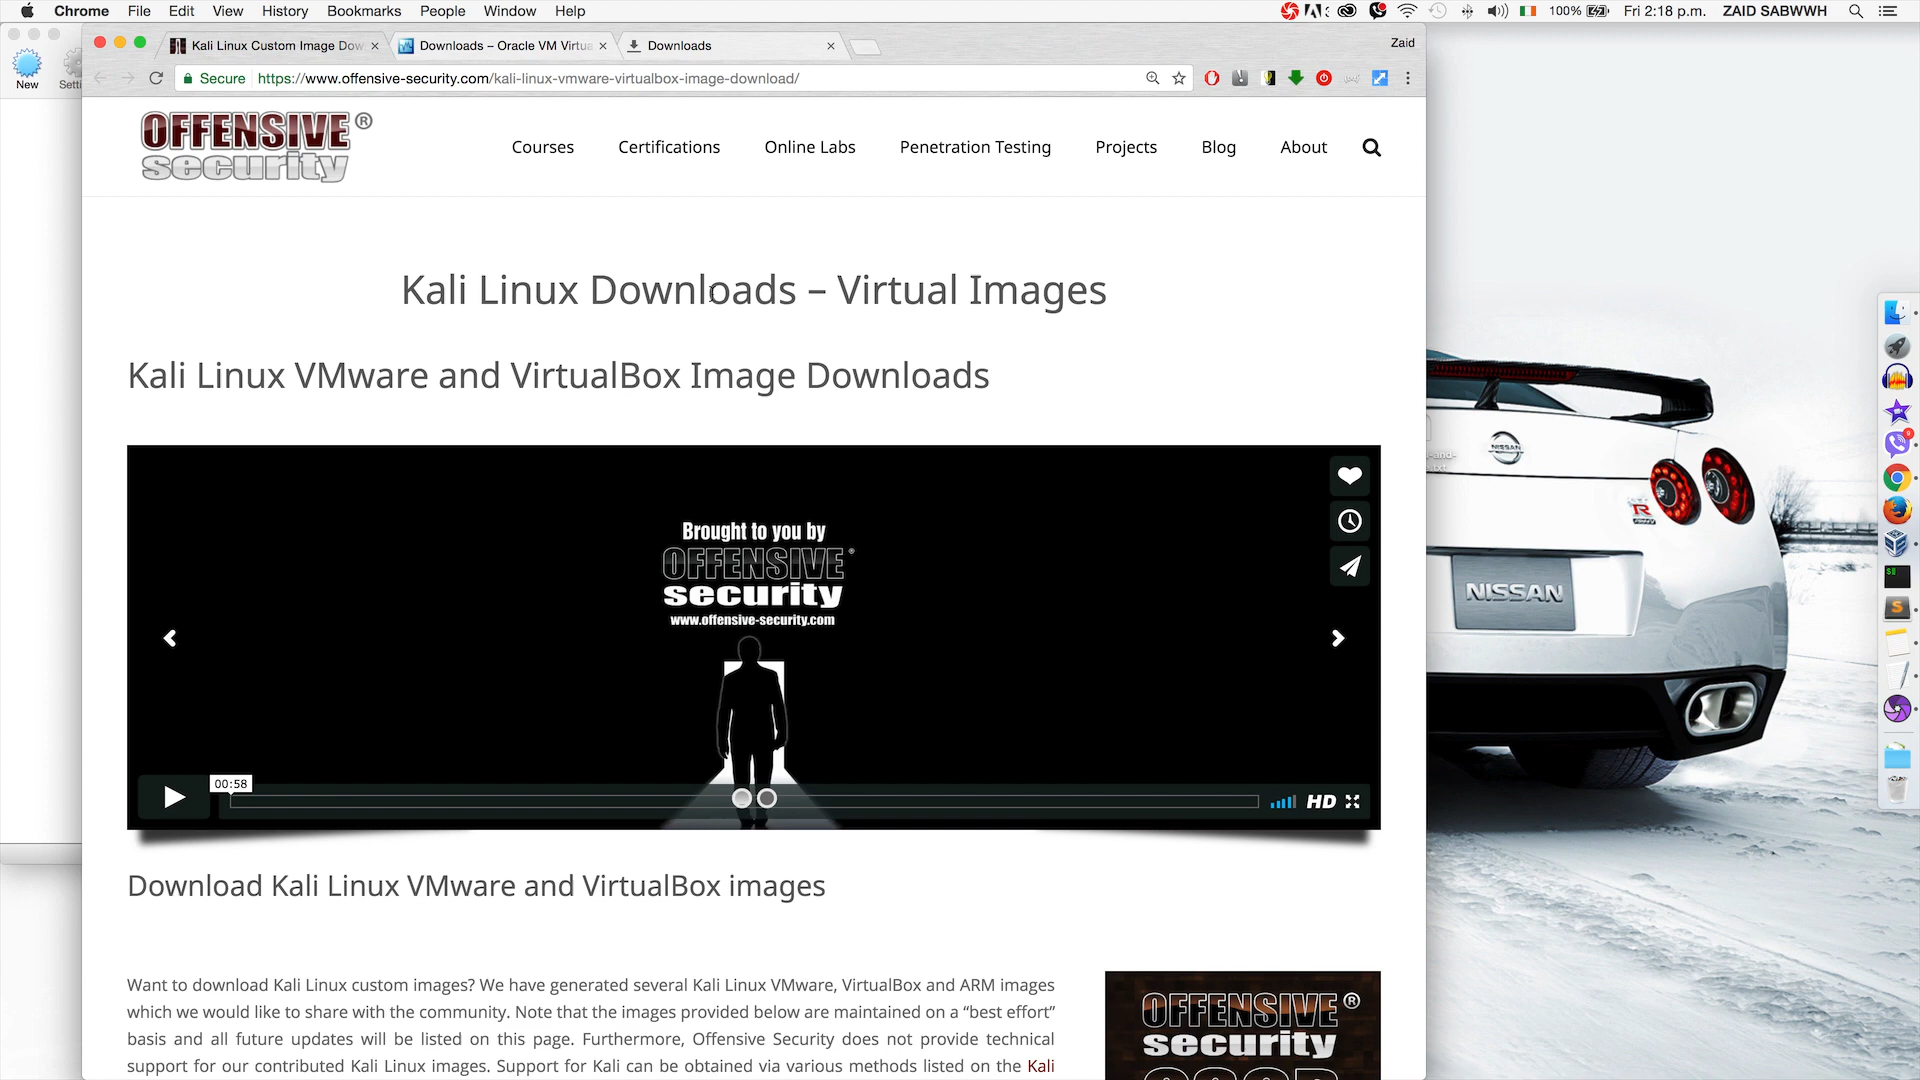 Chrome File Edit View History Bookmarks People Window Help
100% Fri 2:18 p.m. ZAID SABWWH
New
Kali Linux Custom Image Dow
Downloads – Oracle VM Virtua
Downloads
Zaid
Secure https://www.offensive-security.com/kali-linux-vmware-virtualbox-image-download/
OFFENSIVE®
security
Courses Certifications Online Labs Penetration Testing Projects Blog About
Kali Linux Downloads – Virtual Images
Kali Linux VMware and VirtualBox Image Downloads
Brought to you by
OFFENSIVE®
security
www.offensive-security.com
00:58
HD
NISSAN
NISSAN
Download Kali Linux VMware and VirtualBox images
Want to download Kali Linux custom images? We have generated several Kali Linux VMware, VirtualBox and ARM images
which we would like to share with the community. Note that the images provided below are maintained on a “best effort”
basis and all future updates will be listed on this page. Furthermore, Offensive Security does not provide technical
support for our contributed Kali Linux images. Support for Kali can be obtained via various methods listed on the Kali
OFFENSIVE®
security